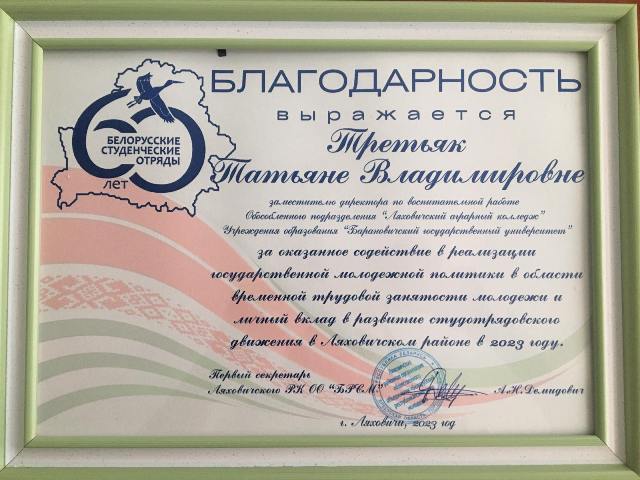 60
БЕЛОРУССКИЕ
СТУДЕНЧЕСКИЕ
ОТРЯДЫ
лет
БЛАГОДАРНОСТЬ
выражается
Третьяк
Татьяне Владимировне
заместителю директора по воспитательной работе
Обособленного подразделения "Ляховичский аграрный колледж"
Учреждения образования "Барановичский государственный университет"
за оказанное содействие в реализации
государственной молодежной политики в области
временной трудовой занятости молодежи и
личный вклад в развитие студотрядовского
движения в Ляховичском районе в 2023 году.
Первый секретарь
Ляховичского РК ОО "БРСМ" А.Н.Демидович
г. Ляховичи, 2023 год